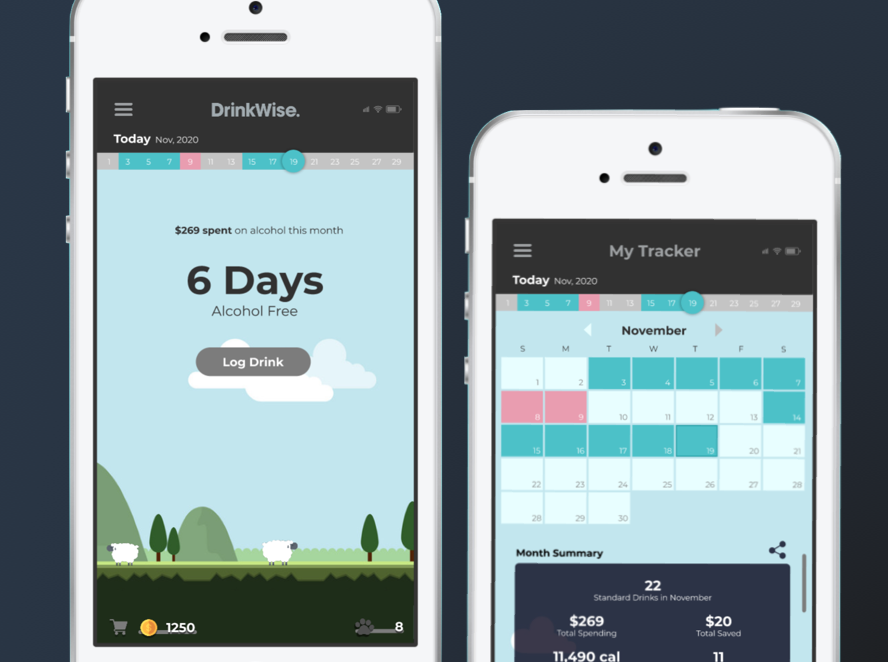 DrinkWise.
Today Nov, 2020
1 3 5 7 9 11 13 15 17 19 21 23 25 27 29
$269 spent on alcohol this month
6 Days
Alcohol Free
Log Drink
1250
8
My Tracker
Today Nov, 2020
1 3 5 7 9 11 13 15 17 19 21 23 25 27 29
November
S M T W T F S
1 2 3 4 5 6 7
8 9 10 11 12 13 14
15 16 17 18 19 20 21
22 23 24 25 26 27 28
28 29 30
Month Summary
22
Standard Drinks in November
$269 $20
Total Spending Total Saved
11,490 cal 11